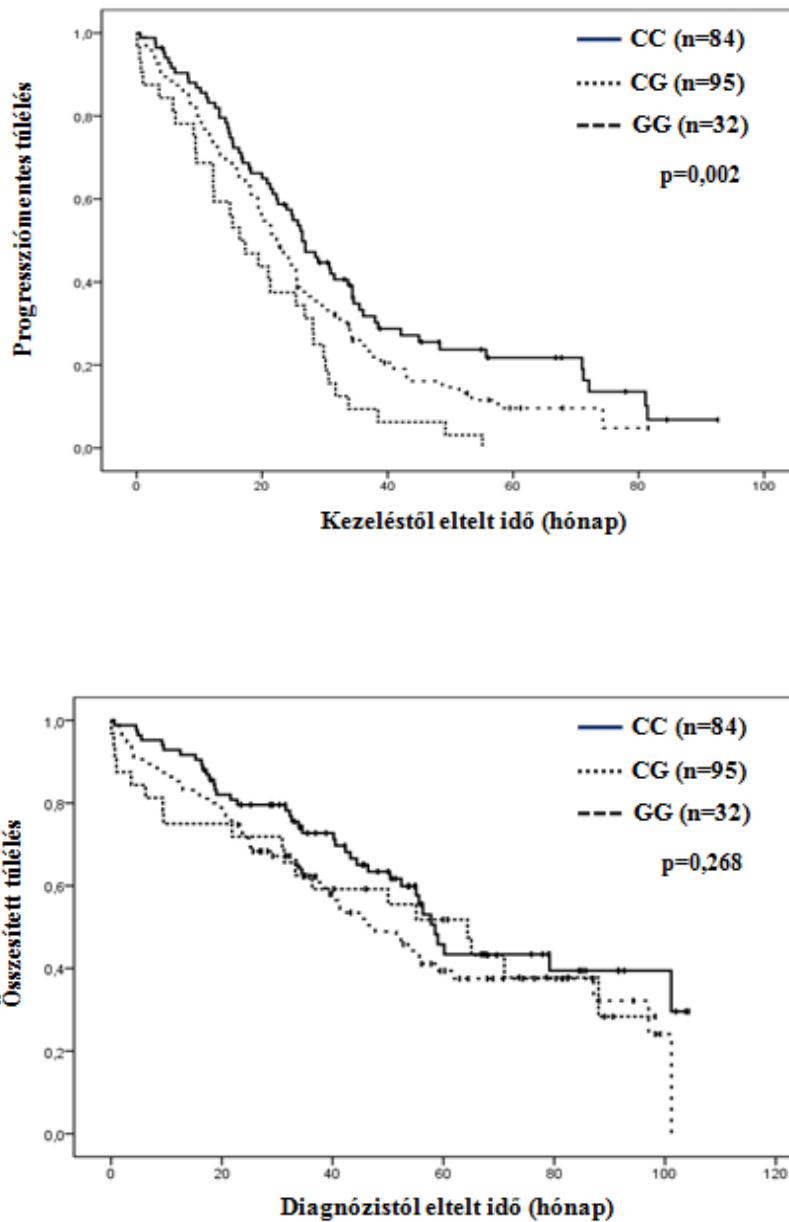 Progressziómentes túlélés
1,0
0,8
0,6
0,4
0,2
0,0
CC (n=84)
CG (n=95)
GG (n=32)
p=0,002
0 20 40 60 80 100
Kezeléstől eltelt idő (hónap)
Összesített túlélés
1,0
0,8
0,6
0,4
0,2
0,0
CC (n=84)
CG (n=95)
GG (n=32)
p=0,268
0 20 40 60 80 100 120
Diagnózistól eltelt idő (hónap)